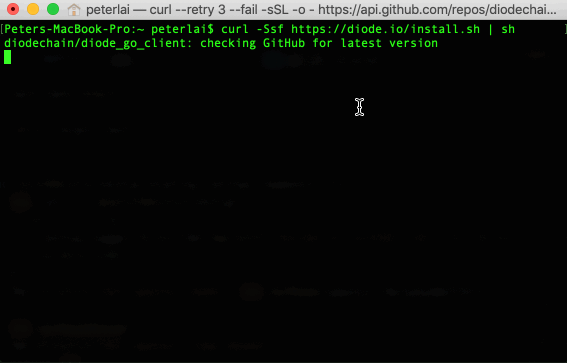 peterlai — curl --retry 3 --fail -sSL -o - https://api.github.com/repos/diodechai...
[Peters-MacBook-Pro:~ peterlai$ curl -Ssf https://diode.io/install.sh | sh ]
diodechain/diode_go_client: checking GitHub for latest version